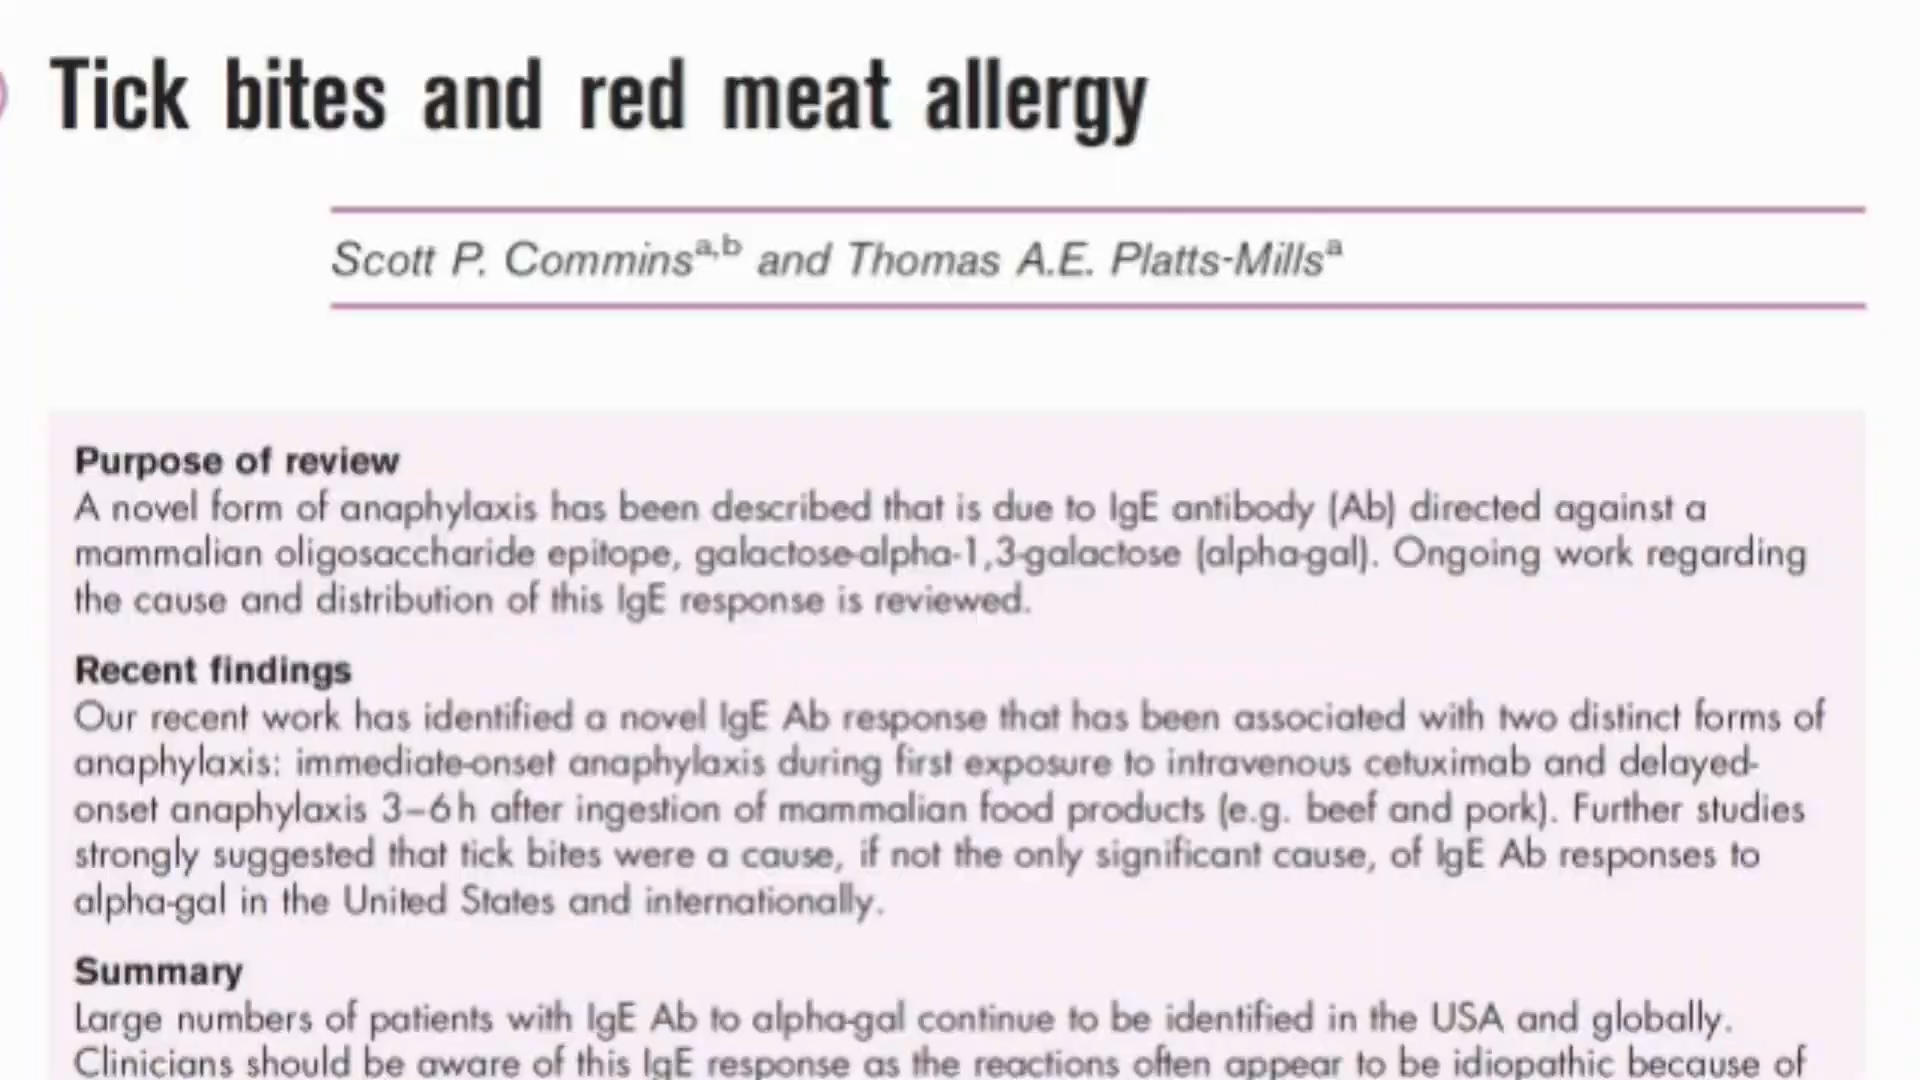 Tick bites and red meat allergy
Scott P. Comminsa,b and Thomas A.E. Platts-Millsa
Purpose of review
A novel form of anaphylaxis has been described that is due to IgE antibody (Ab) directed against a
mammalian oligosaccharide epitope, galactose-alpha-1,3-galactose (alpha-gal). Ongoing work regarding
the cause and distribution of this IgE response is reviewed.
Recent findings
Our recent work has identified a novel IgE Ab response that has been associated with two distinct forms of
anaphylaxis: immediate-onset anaphylaxis during first exposure to intravenous cetuximab and delayed-
onset anaphylaxis 3–6 h after ingestion of mammalian food products (e.g. beef and pork). Further studies
strongly suggested that tick bites were a cause, if not the only significant cause, of IgE Ab responses to
alpha-gal in the United States and internationally.
Summary
Large numbers of patients with IgE Ab to alpha-gal continue to be identified in the USA and globally.
Clinicians should be aware of this IgE response as the reactions often appear to be idiopathic because of